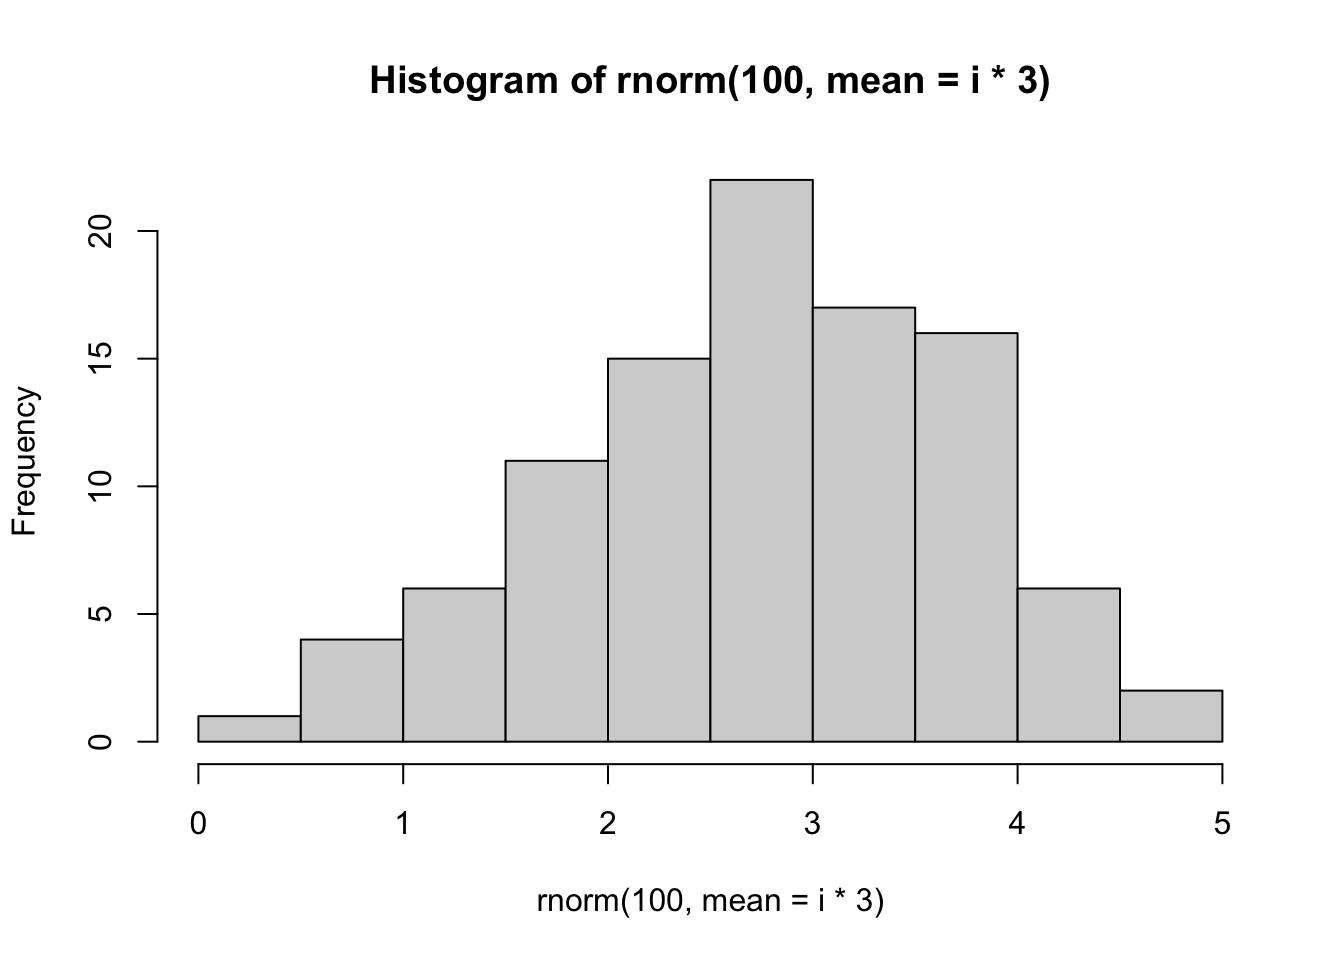 Histogram of rnorm(100, mean = i * 3)
Frequency
20
15
10
5
0
0 1 2 3 4 5
rnorm(100, mean = i * 3)